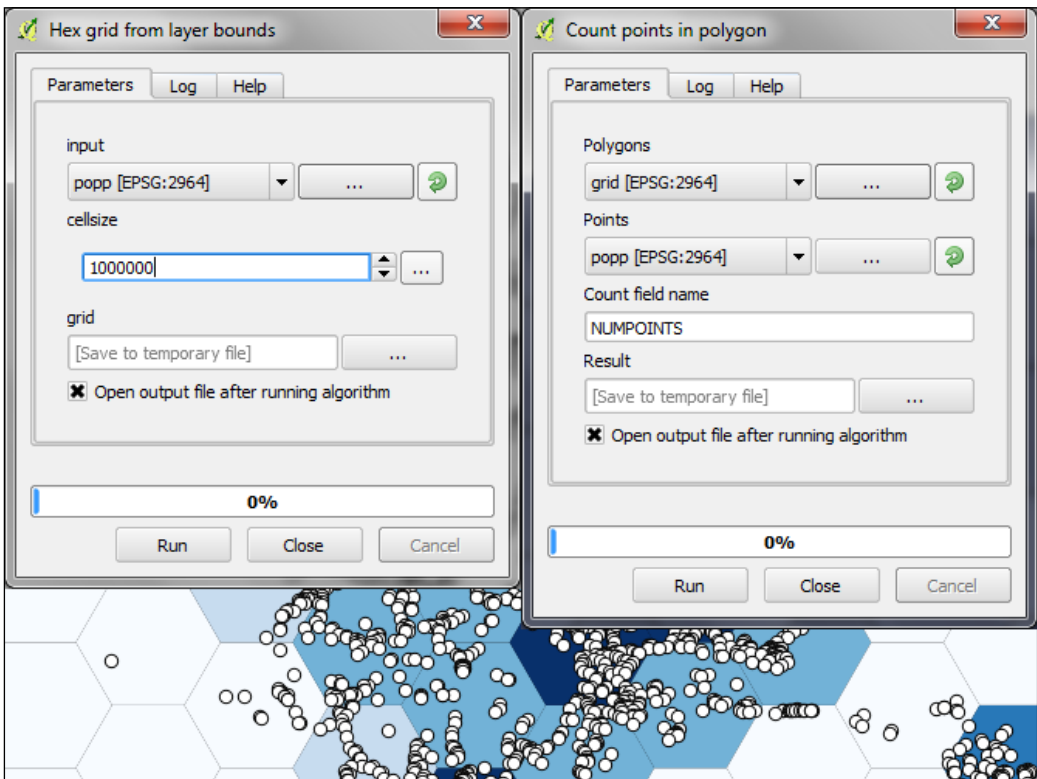 Hex grid from layer bounds
Parameters Log Help
input
popp [EPSG:2964] ...
cellsize
1000000 ...
grid
[Save to temporary file] ...
Open output file after running algorithm
0%
Run Close Cancel
Count points in polygon
Parameters Log Help
Polygons
grid [EPSG:2964] ...
Points
popp [EPSG:2964] ...
Count field name
NUMPOINTS
Result
[Save to temporary file] ...
Open output file after running algorithm
0%
Run Close Cancel